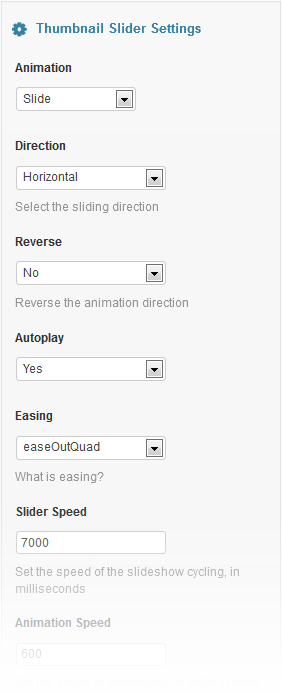 Thumbnail Slider Settings
Animation
Slide
Direction
Horizontal
Select the sliding direction
Reverse
No
Reverse the animation direction
Autoplay
Yes
Easing
easeOutQuad
What is easing?
Slider Speed
7000
Set the speed of the slideshow cycling, in
milliseconds
Animation Speed
600